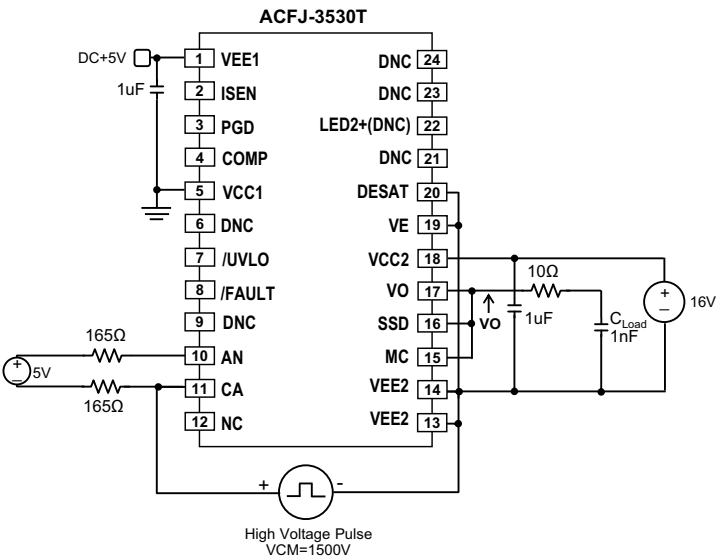 ACFJ-3530T
DC+5V
1uF
1 VEE1
2 ISEN
3 PGD
4 COMP
5 VCC1
6 DNC
7 /UVLO
8 /FAULT
9 DNC
10 AN
11 CA
12 NC
DNC 24
DNC 23
LED2+(DNC) 22
DNC 21
DESAT 20
VE 19
VCC2 18
VO 17
SSD 16
MC 15
VEE2 14
VEE2 13
165Ω
+
5V
–
165Ω
10Ω
VO
1uF
CLoad
1nF
+
16V
–
+ -
High Voltage Pulse
VCM=1500V